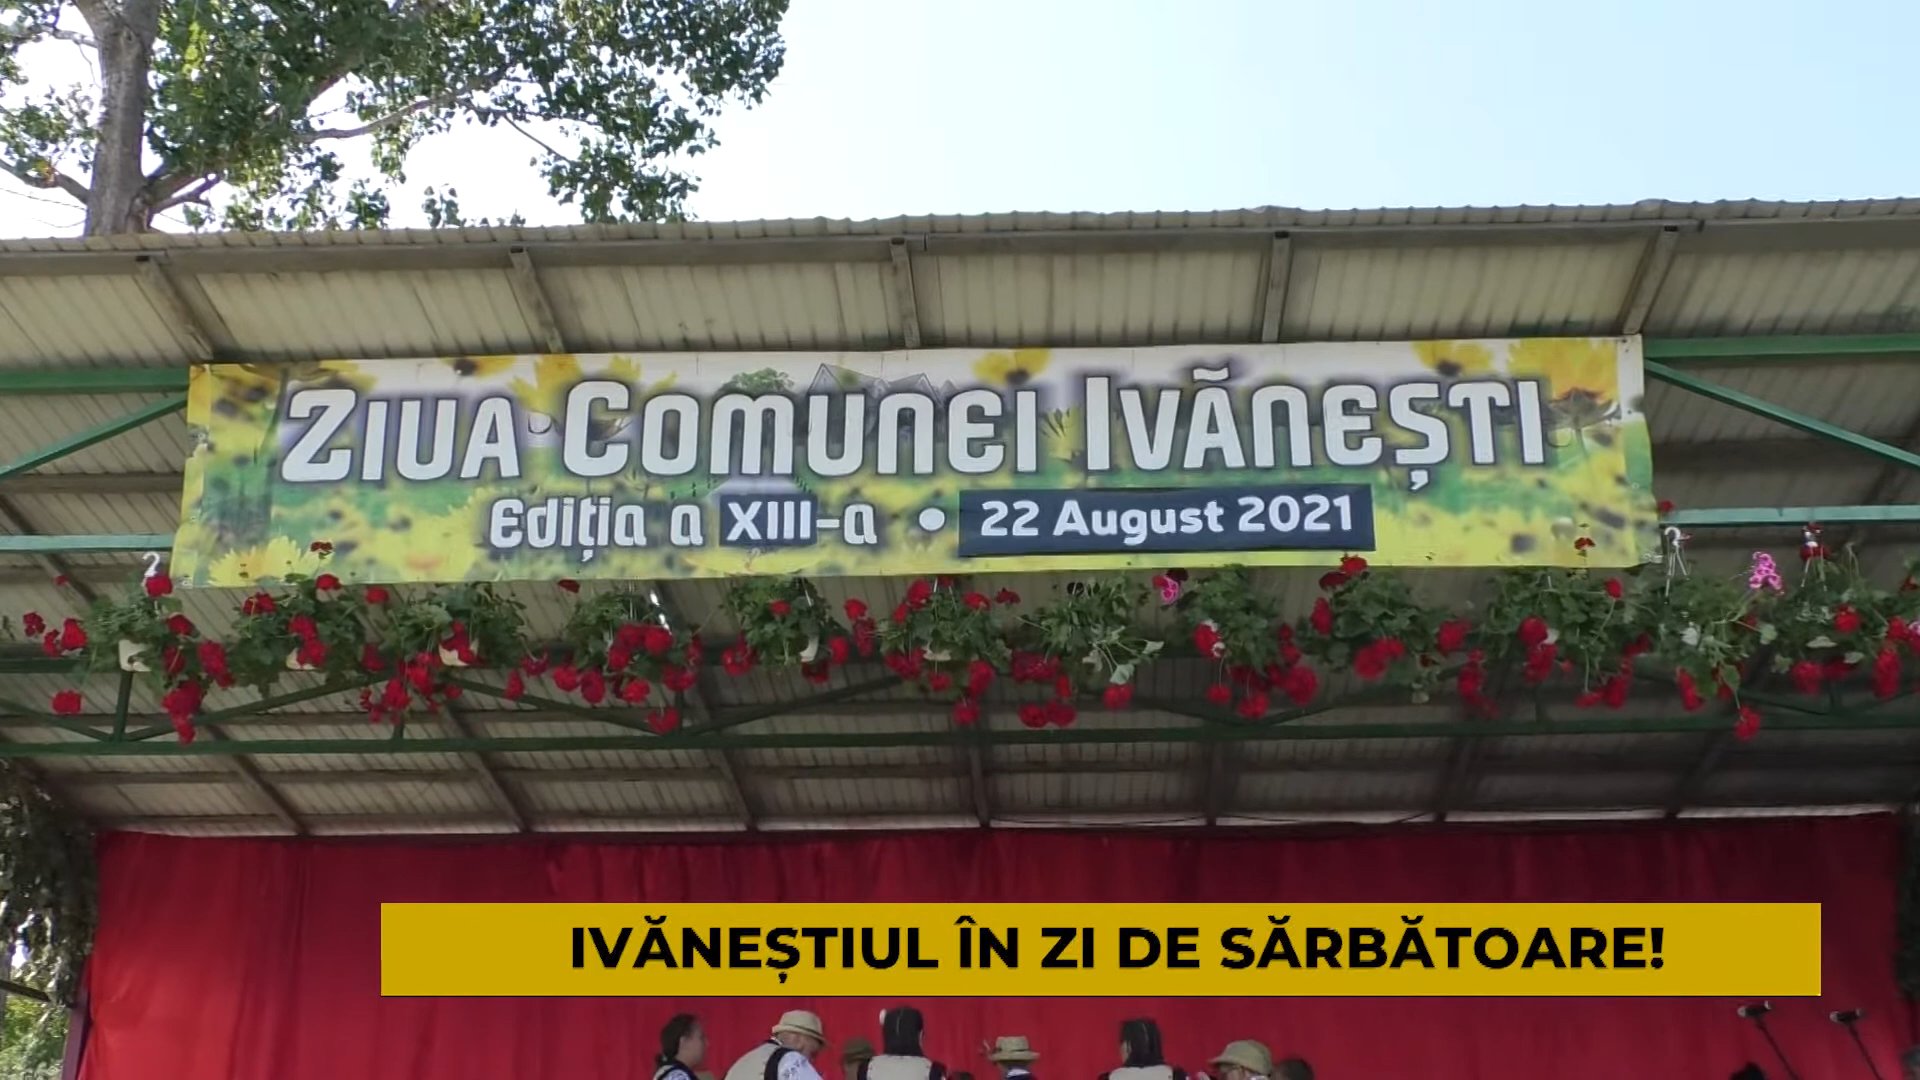 Ziua Comunei Ivănești
Ediția a XIII-a • 22 August 2021
IVĂNEȘTIUL ÎN ZI DE SĂRBĂTOARE!